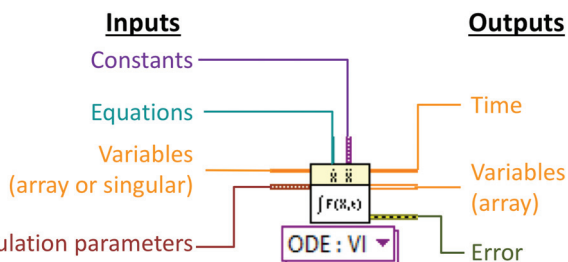 Inputs
Outputs
Constants
Equations
Time
Variables
(array or singular)
Variables
(array)
ulation parameters
∫F(X,t)
ODE : VI
Error